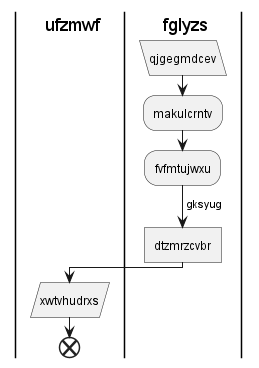 ufzmwf
fglyzs
qjgegmdcev
makulcrntv
fvfmtujwxu
gksyug
dtzmrzcvbr
xwtvhudrxs